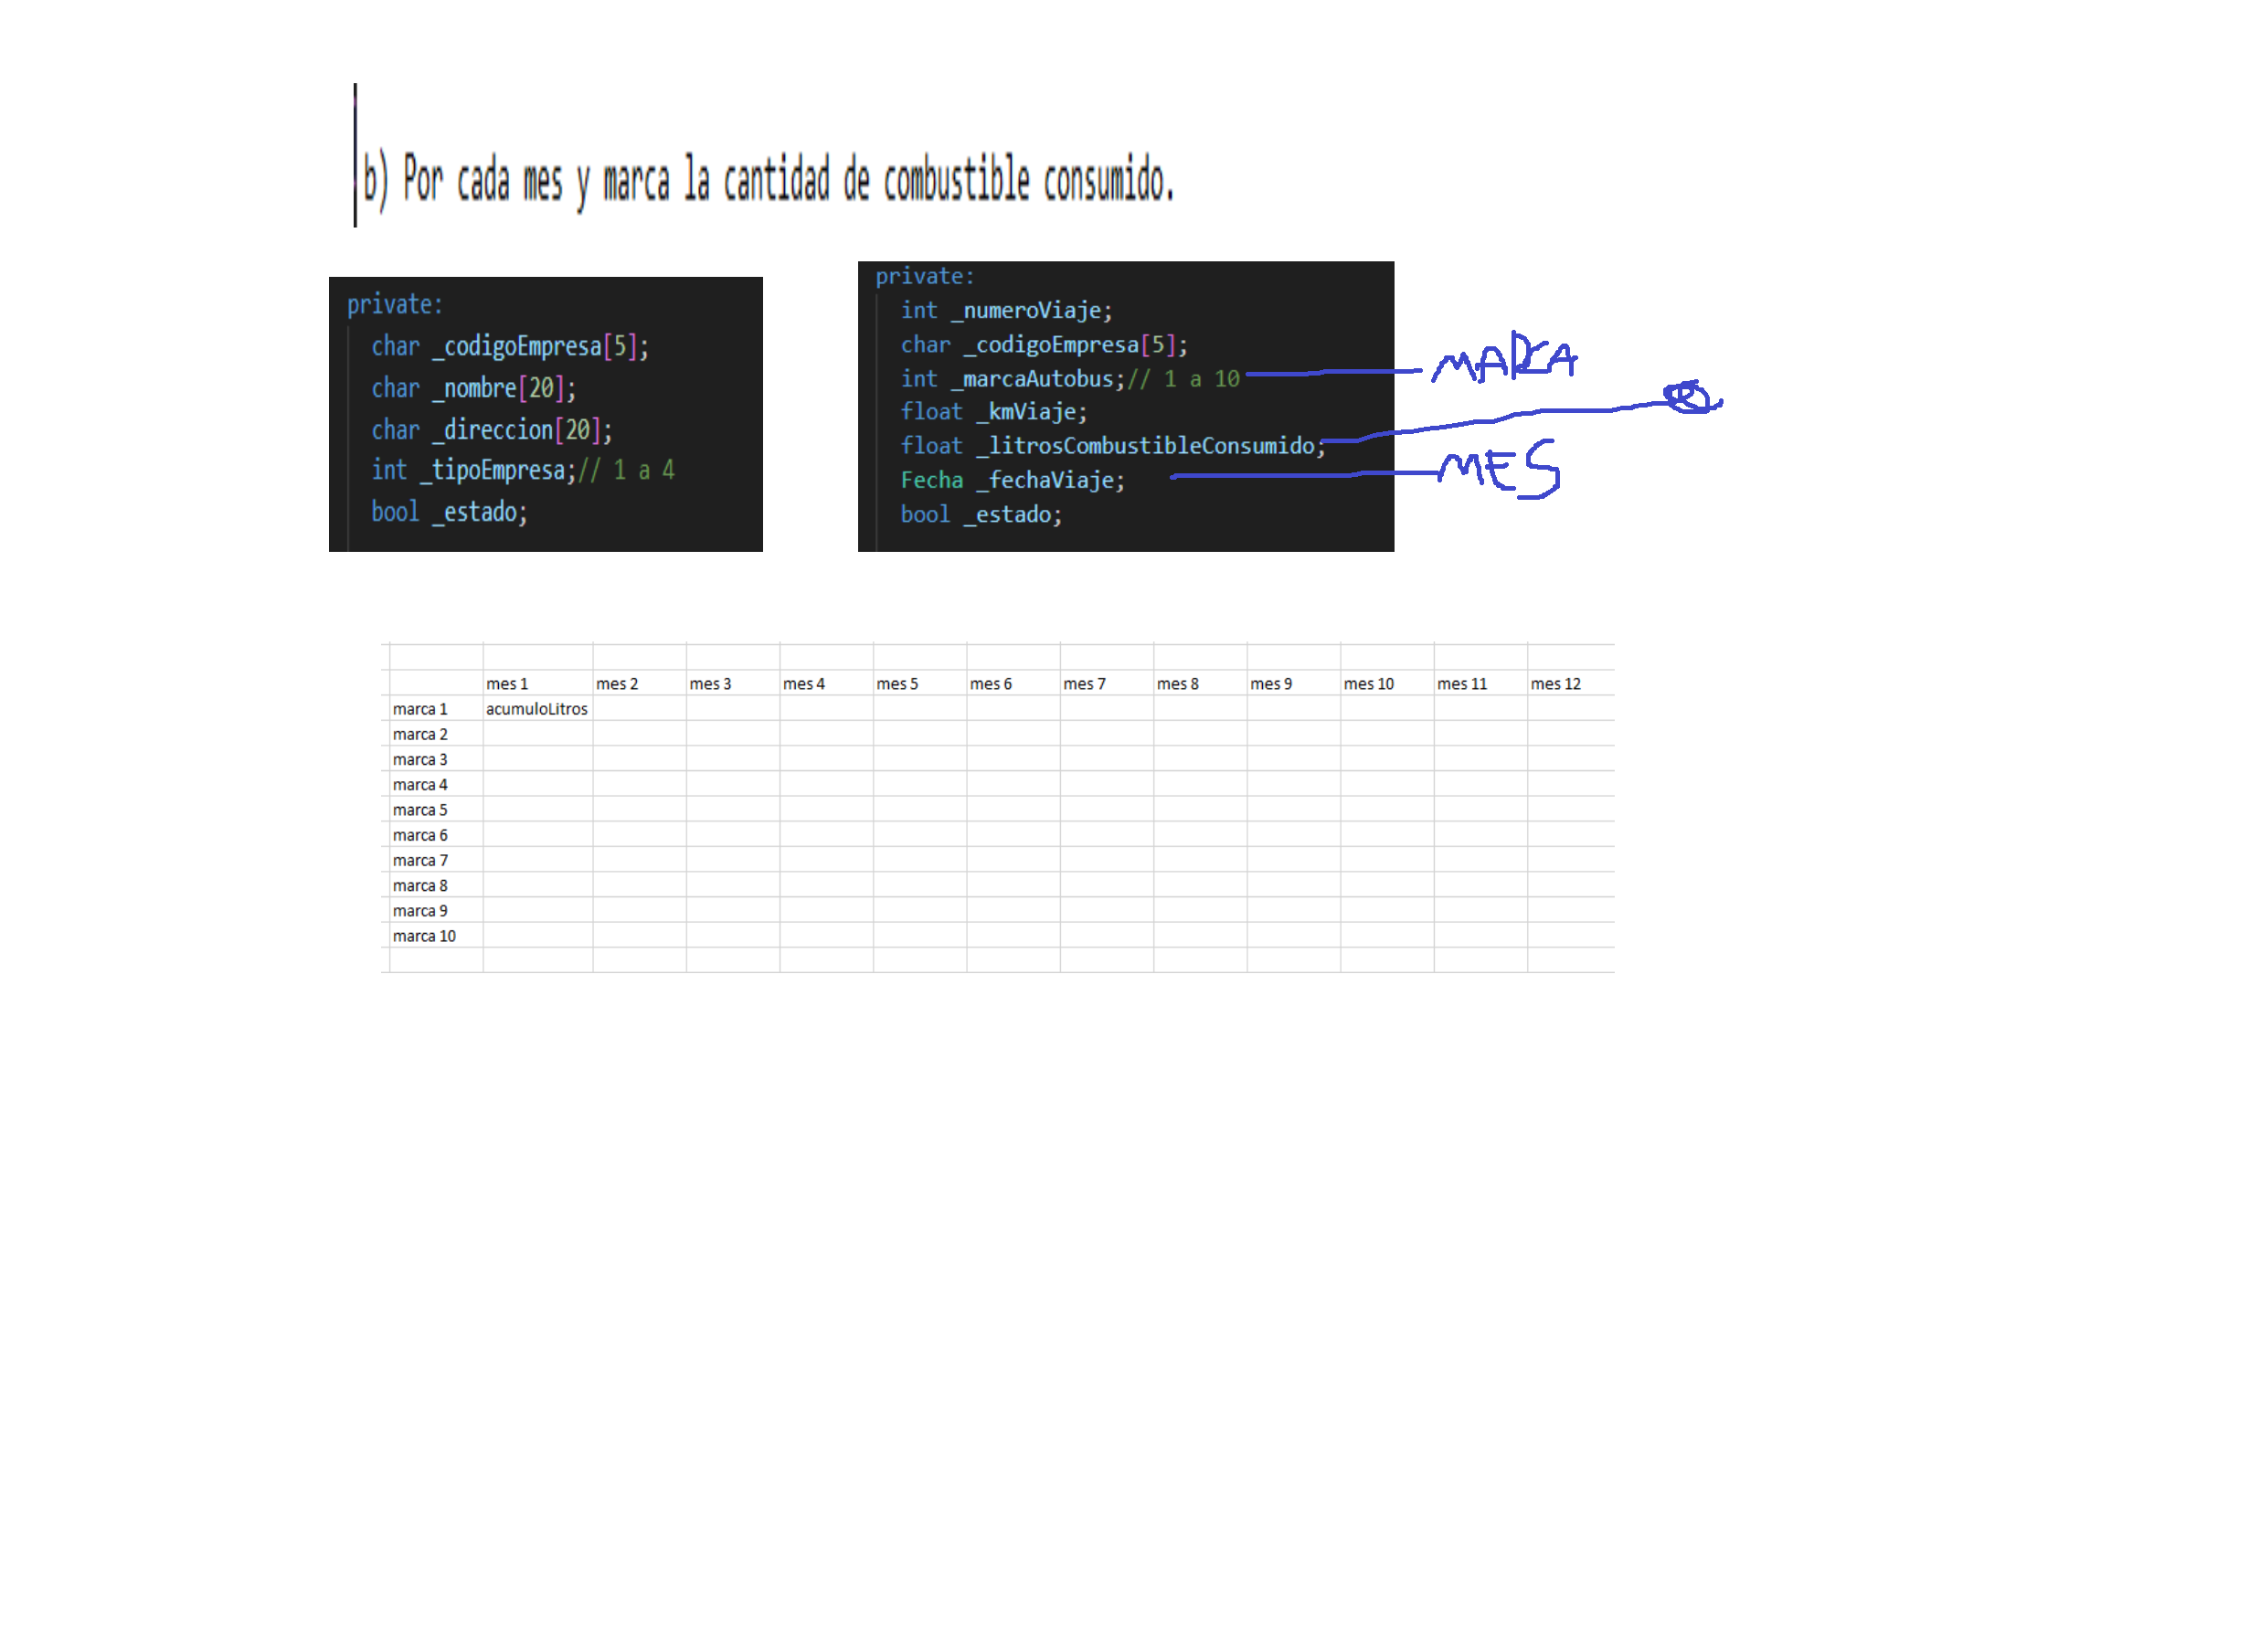 b) Por cada mes y marca la cantidad de combustible consumido.
private:
char _codigoEmpresa[5];
char _nombre[20];
char _direccion[20];
int _tipoEmpresa;// 1 a 4
bool _estado;
private:
int _numeroViaje;
char _codigoEmpresa[5];
int _marcaAutobus;// 1 a 10
float _kmViaje;
float _litrosCombustibleConsumido;
Fecha _fechaViaje;
bool _estado;
MARCA
MES
mes 1 mes 2 mes 3 mes 4 mes 5 mes 6 mes 7 mes 8 mes 9 mes 10 mes 11 mes 12
marca 1 acumuloLitros
marca 2
marca 3
marca 4
marca 5
marca 6
marca 7
marca 8
marca 9
marca 10